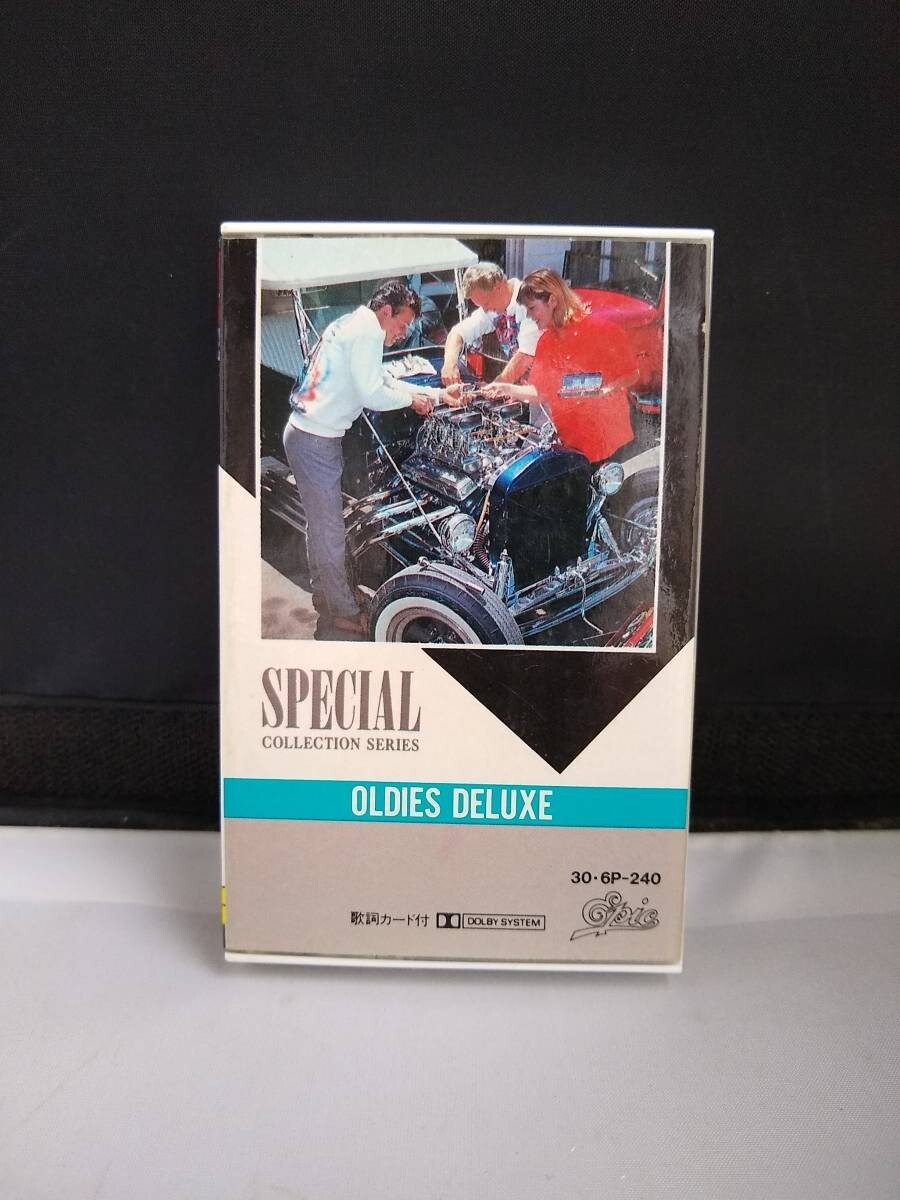 SPECIAL
COLLECTION SERIES
OLDIES DELUXE
30・6P-240
歌詞カード付 DOLBY SYSTEM
Epic